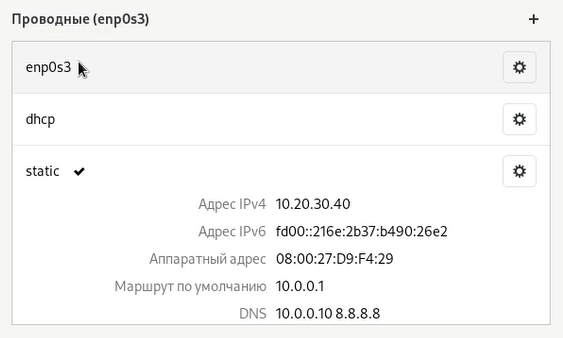 Проводные (enp0s3)
enp0s3
dhcp
static
Адрес IPv4 10.20.30.40
Адрес IPv6 fd00::216e:2b37:b490:26e2
Аппаратный адрес 08:00:27:D9:F4:29
Маршрут по умолчанию 10.0.0.1
DNS 10.0.0.10 8.8.8.8